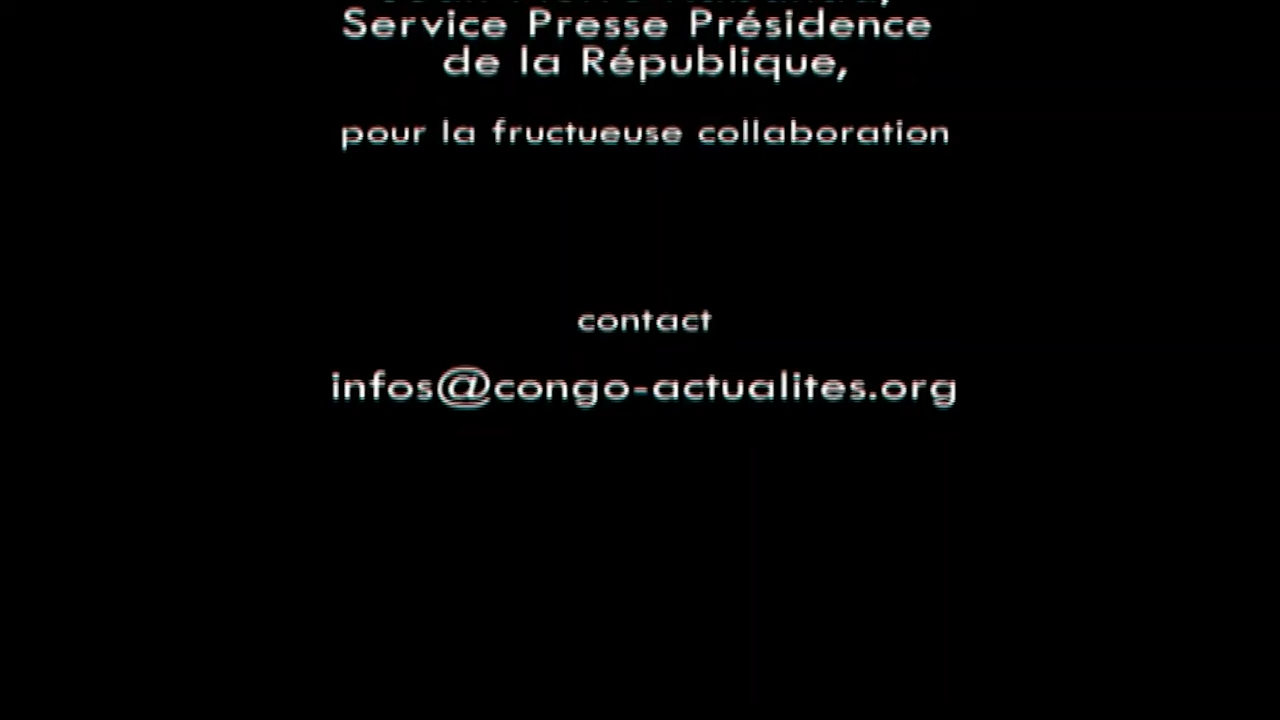 Service Presse Présidence
de la République,
pour la fructueuse collaboration
contact
infos@congo-actualites.org